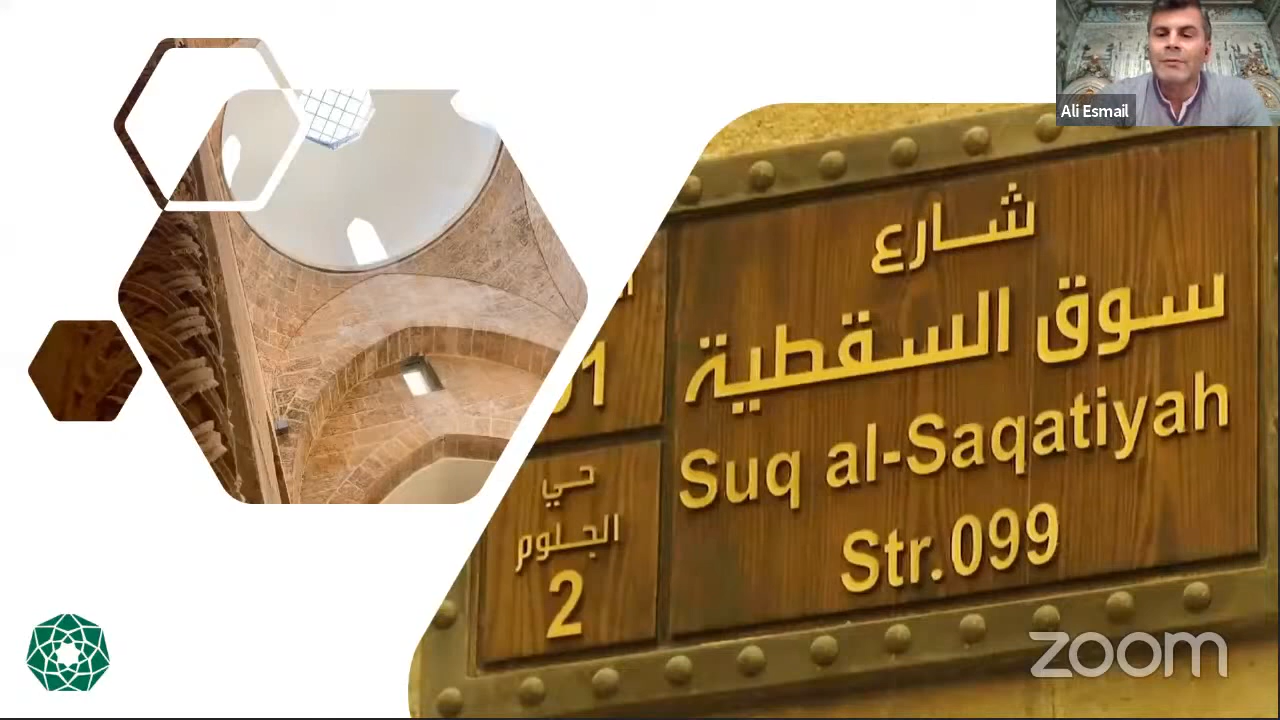 Ali Esmail
شارع
سوق السقطية
Suq al-Saqatiyah
Str.099
حي
الجلوم
2
zoom